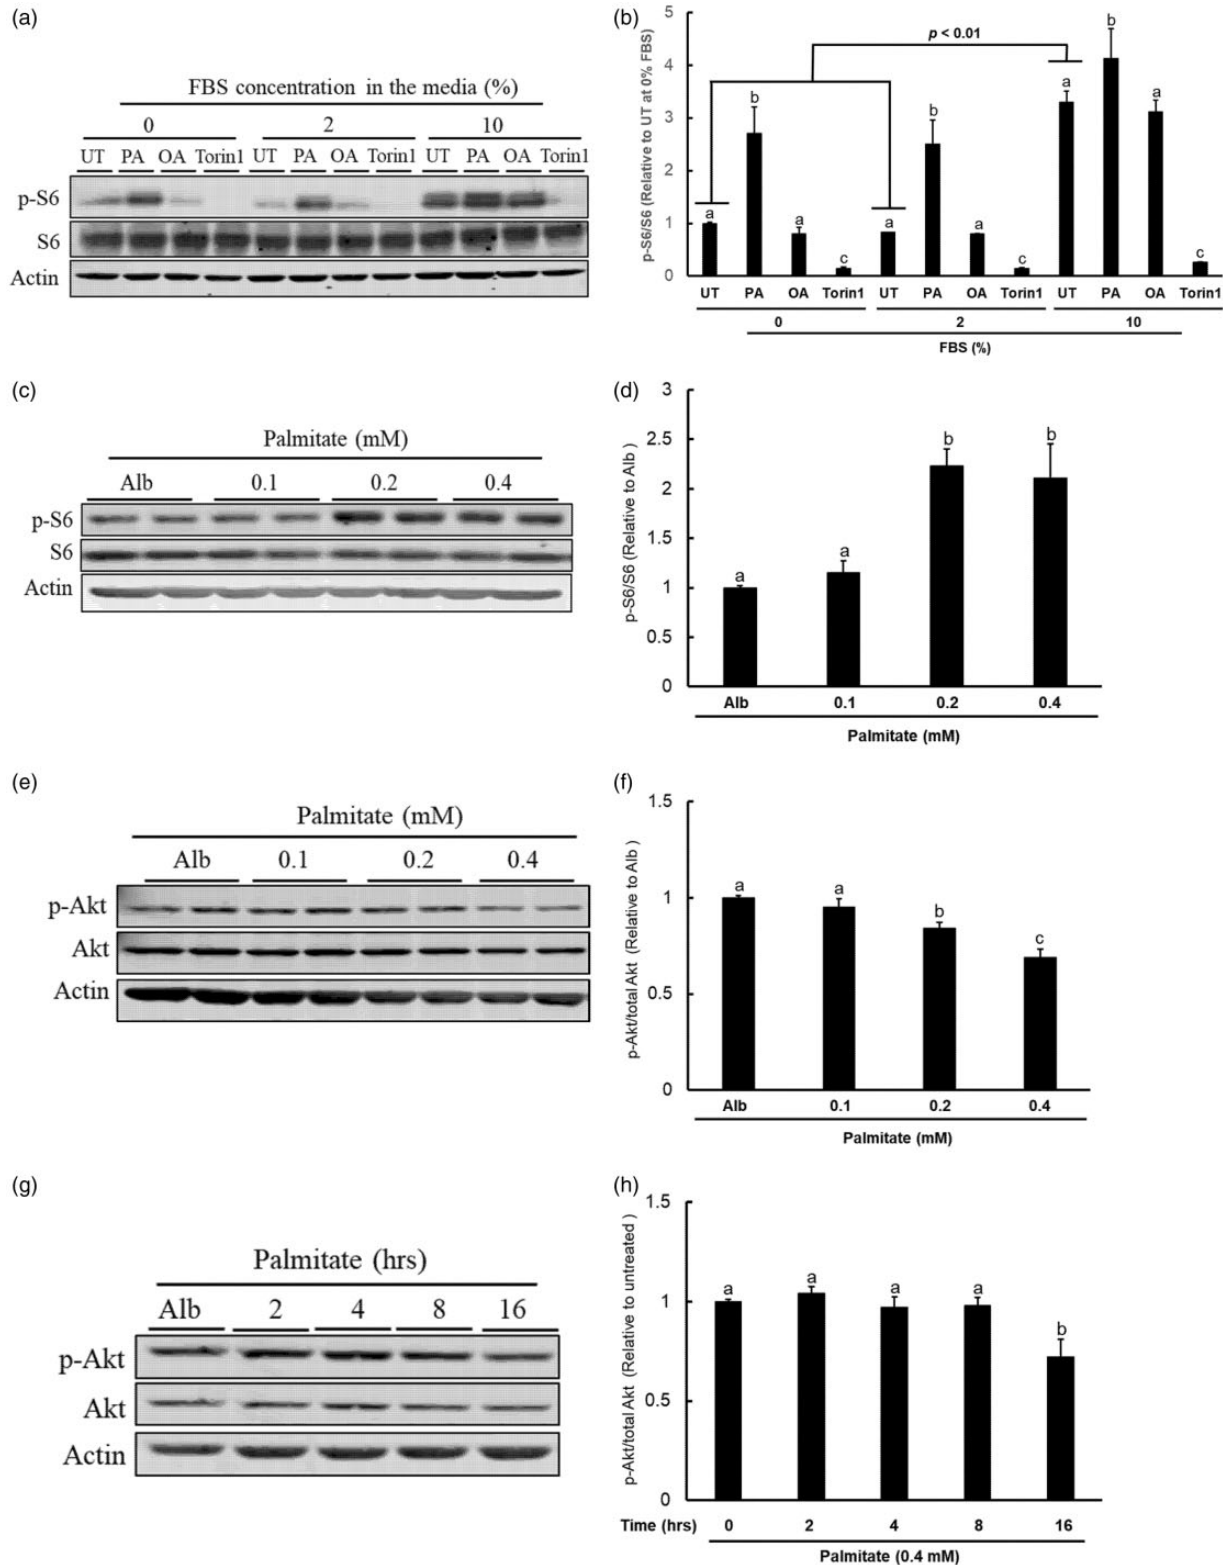 (a)
FBS concentration in the media (%)
0 2 10
UT PA OA Torin1 UT PA OA Torin1 UT PA OA Torin1
p-S6
S6
Actin
(b)
p-S6/S6 (Relative to UT at 0% FBS)
5
4
3
2
1
0
p < 0.01
a b a c a b a c a b a c
UT PA OA Torin1 UT PA OA Torin1 UT PA OA Torin1
0 2 10
FBS (%)
(c)
Palmitate (mM)
Alb 0.1 0.2 0.4
p-S6
S6
Actin
(d)
p-S6/S6 (Relative to Alb )
3
2.5
2
1.5
1
0.5
0
a a b b
Alb 0.1 0.2 0.4
Palmitate (mM)
(e)
Palmitate (mM)
Alb 0.1 0.2 0.4
p-Akt
Akt
Actin
(f)
p-Akt/total Akt (Relative to Alb )
1.5
1
0.5
0
a a b c
Alb 0.1 0.2 0.4
Palmitate (mM)
(g)
Palmitate (hrs)
Alb 2 4 8 16
p-Akt
Akt
Actin
(h)
p-Akt/total Akt (Relative to untreated )
1.5
1
0.5
0
a a a a b
Time (hrs) 0 2 4 8 16
Palmitate (0.4 mM)